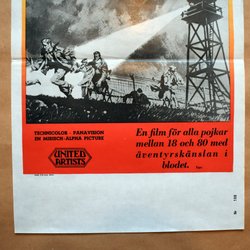 TECHNICOLOR · PANAVISION
EN MIRISCH-ALPHA PICTURE
UNITED
ARTISTS
En film för alla pojkar
mellan 18 och 80 med
äventyrskänslan i
blodet.